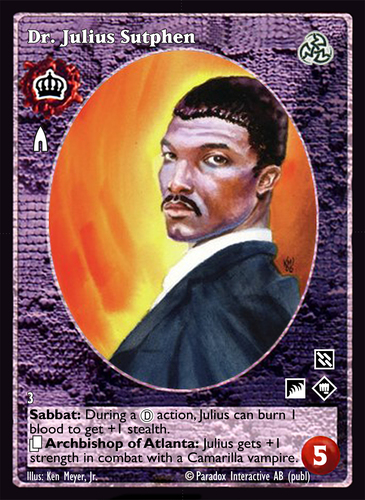 Dr. Julius Sutphen
3
Sabbat: During a D action, Julius can burn 1
blood to get +1 stealth.
Archbishop of Atlanta: Julius gets +1
strength in combat with a Camarilla vampire.
5
Illus: Ken Meyer, Jr. © Paradox Interactive AB (publ)